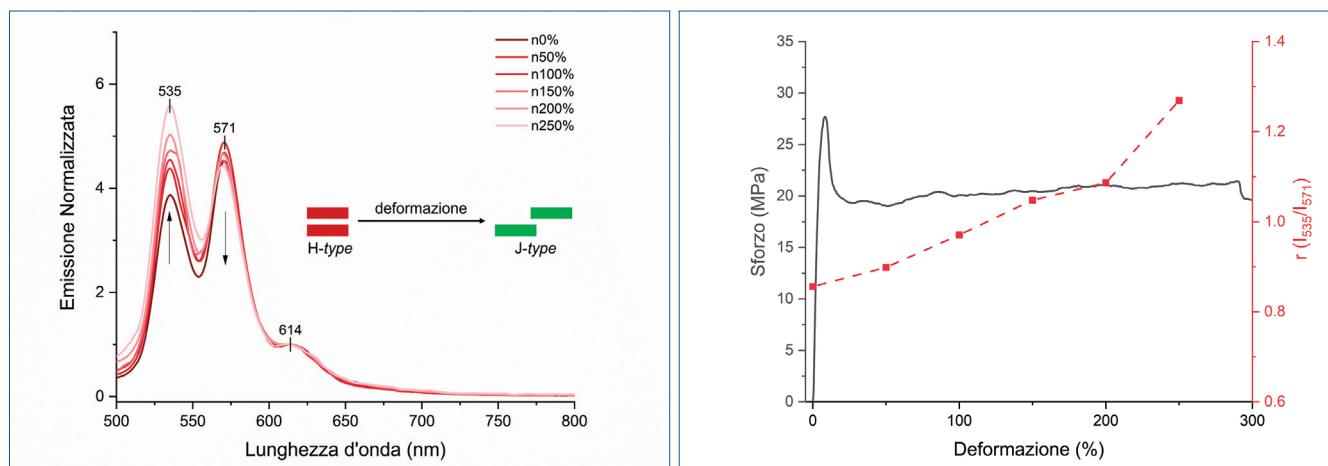 n0%
n50%
n100%
n150%
n200%
n250%
535
571
614
deformazione
H-type
J-type
6
4
2
0
Emissione Normalizzata
500 550 600 650 700 750 800
Lunghezza d'onda (nm)
35
30
25
20
15
10
5
0
Sforzo (MPa)
1.4
1.2
1.0
0.8
0.6
r (I535/I571)
0 100 200 300
Deformazione (%)